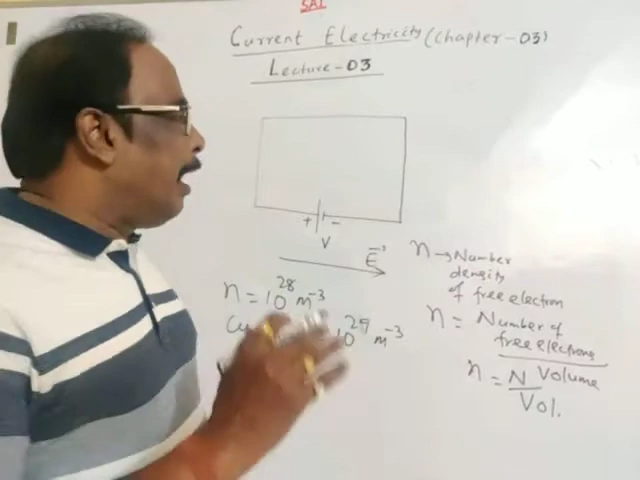 SAI
Current Electricity (Chapter-03)
Lecture-03
+ -
V
E→
n → Number
density
of free electron
n = 10²⁸ m⁻³
Cu
10²⁹ m⁻³
n = Number of
free electrons
Volume
n = N
Vol.